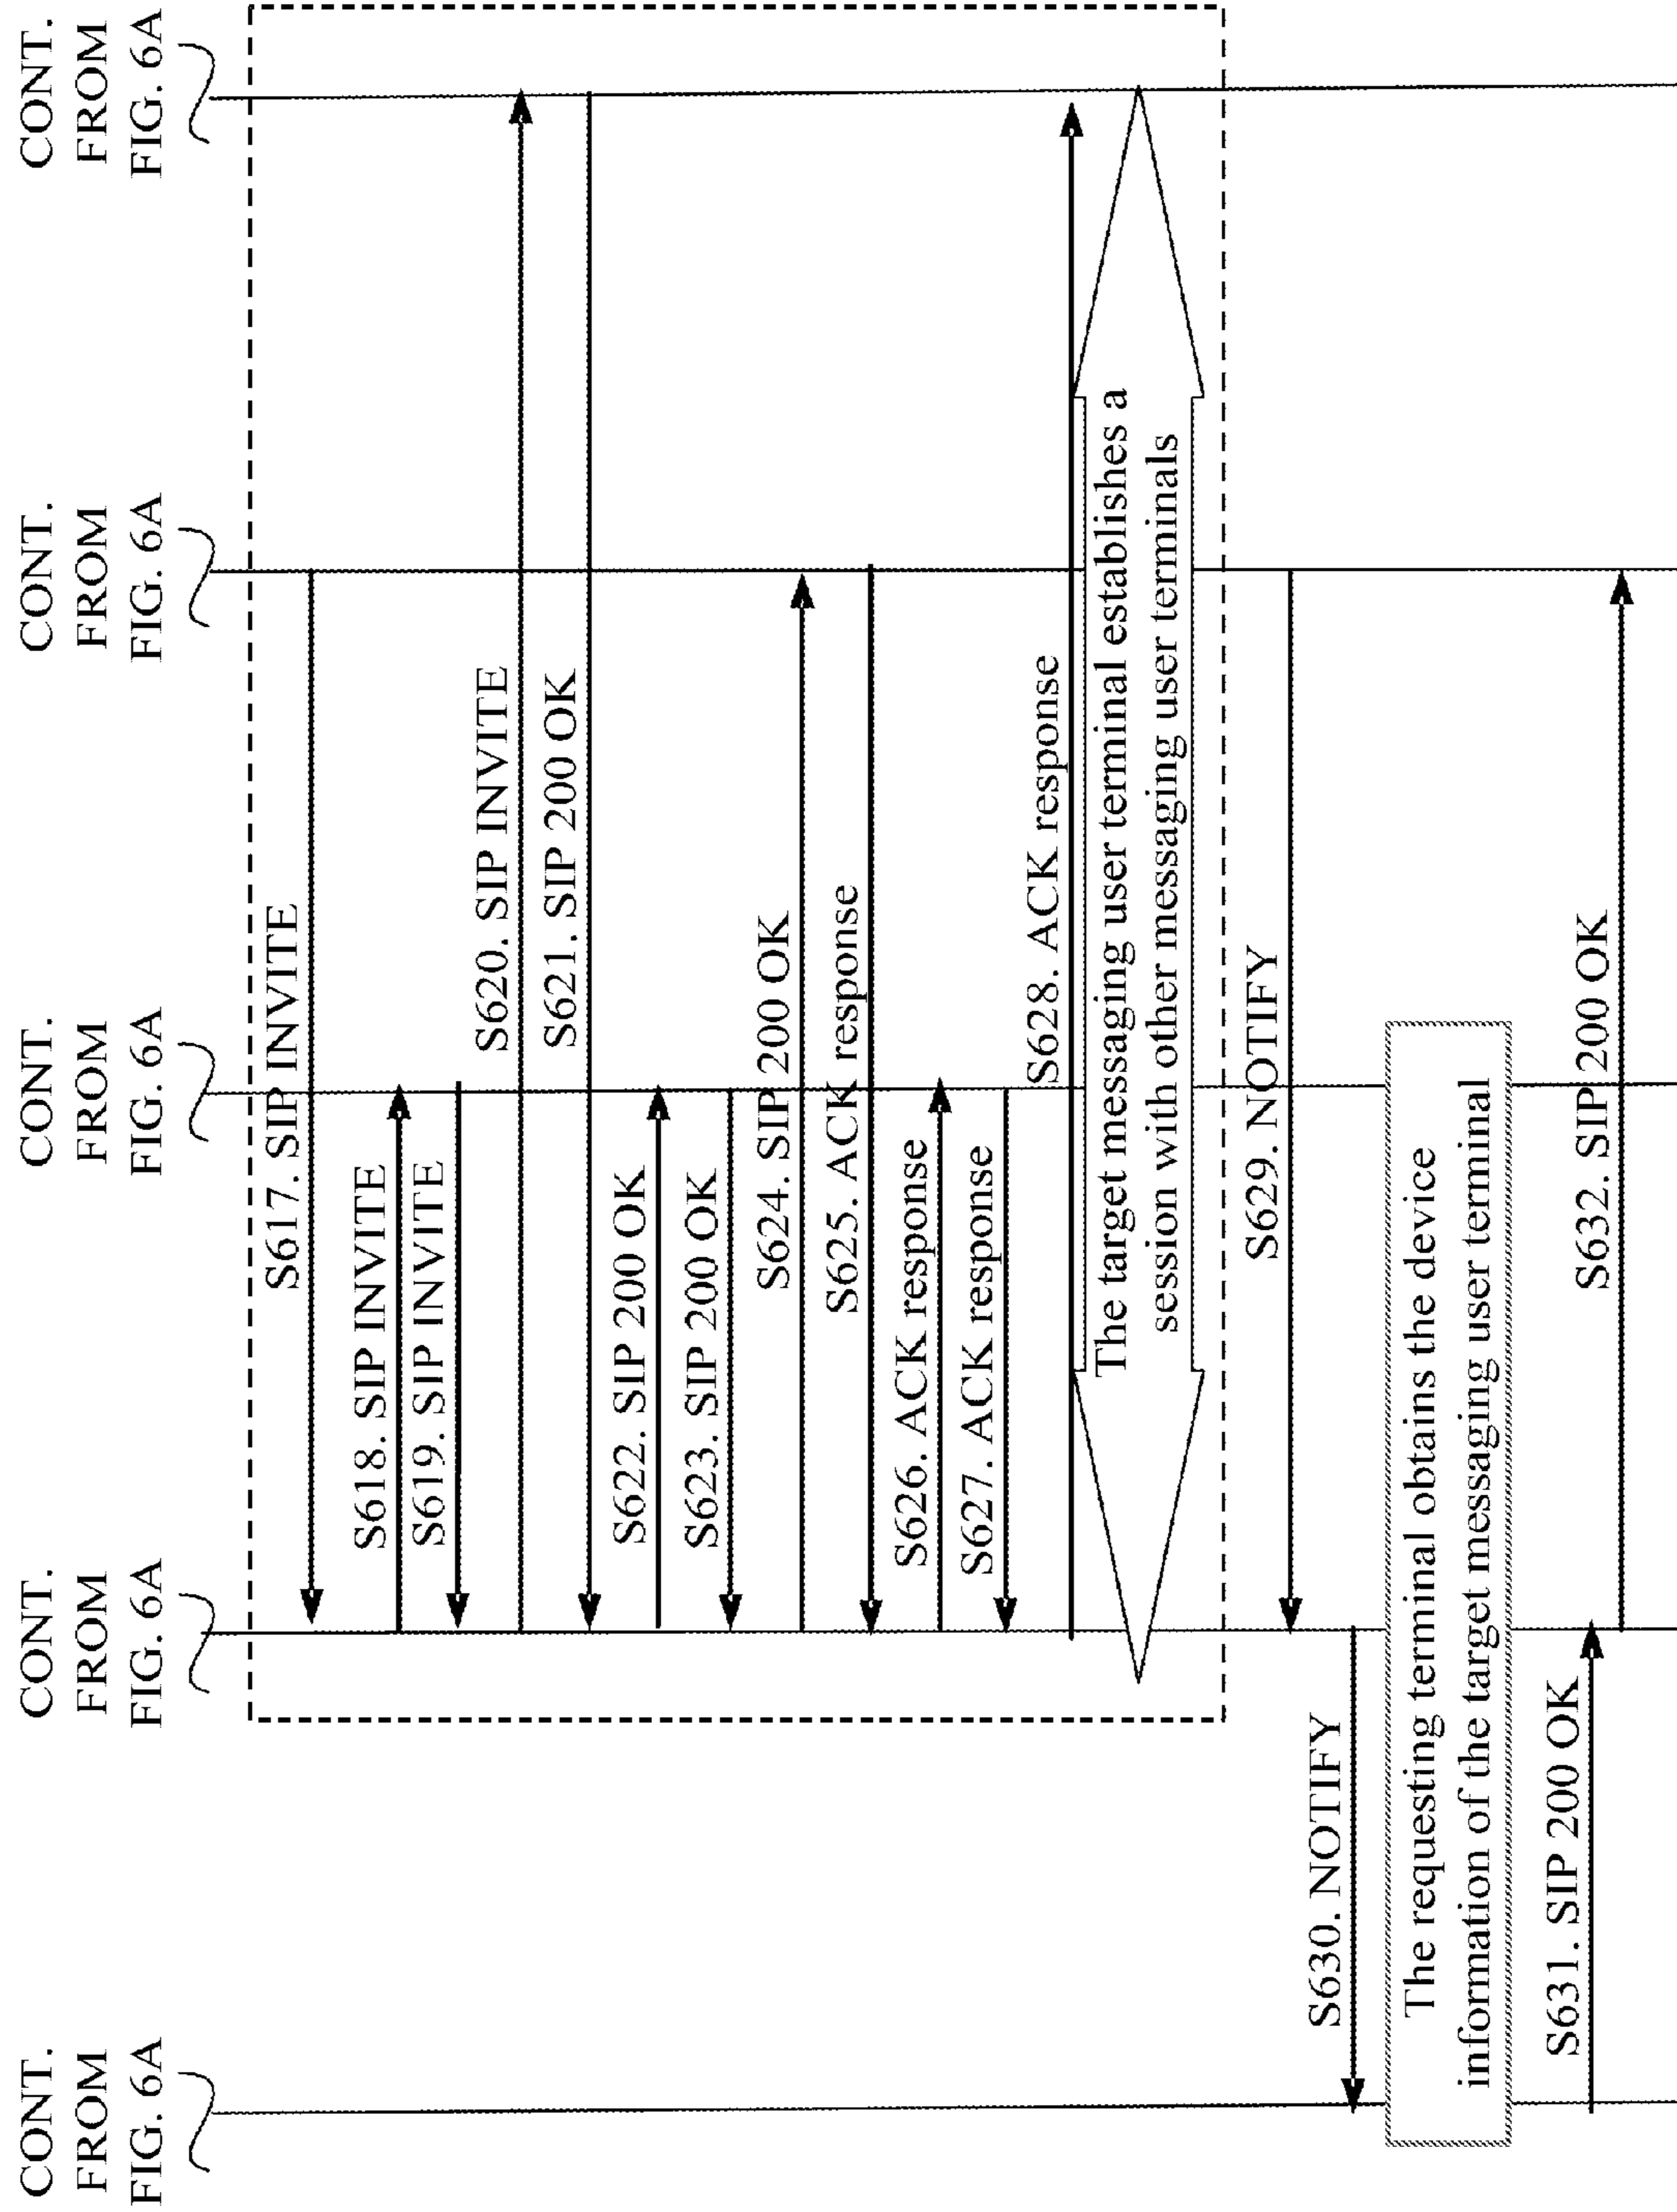 CONT.
FROM
FIG. 6A
CONT.
FROM
FIG. 6A
CONT.
FROM
FIG. 6A
CONT.
FROM
FIG. 6A
CONT.
FROM
FIG. 6A
S617. SIP INVITE
S618. SIP INVITE
S619. SIP INVITE
S620. SIP INVITE
S621. SIP 200 OK
S622. SIP 200 OK
S623. SIP 200 OK
S624. SIP 200 OK
S625. ACK response
S626. ACK response
S627. ACK response
S628. ACK response
The target messaging user terminal establishes a
session with other messaging user terminals
S629. NOTIFY
S630. NOTIFY
The requesting terminal obtains the device
information of the target messaging user terminal
S631. SIP 200 OK
S632. SIP 200 OK